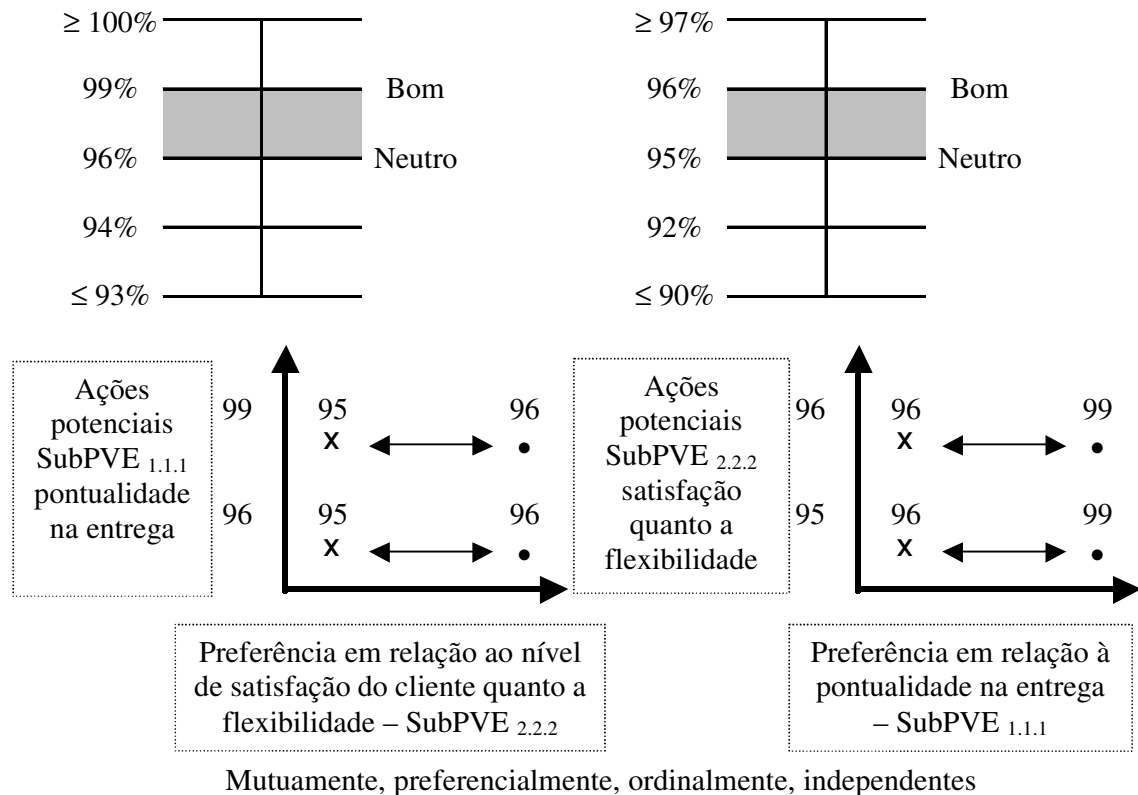 ≥ 100%
99%
Bom
96%
Neutro
94%
≤ 93%
≥ 97%
96%
Bom
95%
Neutro
92%
≤ 90%
Ações
potenciais
SubPVE 1.1.1
pontualidade
na entrega
99
95
96
x
96
95
96
x
Preferência em relação ao nível
de satisfação do cliente quanto a
flexibilidade – SubPVE 2.2.2
Ações
potenciais
SubPVE 2.2.2
satisfação
quanto a
flexibilidade
96
96
99
x
95
96
99
x
Preferência em relação à
pontualidade na entrega
– SubPVE 1.1.1
Mutuamente, preferencialmente, ordinalmente, independentes